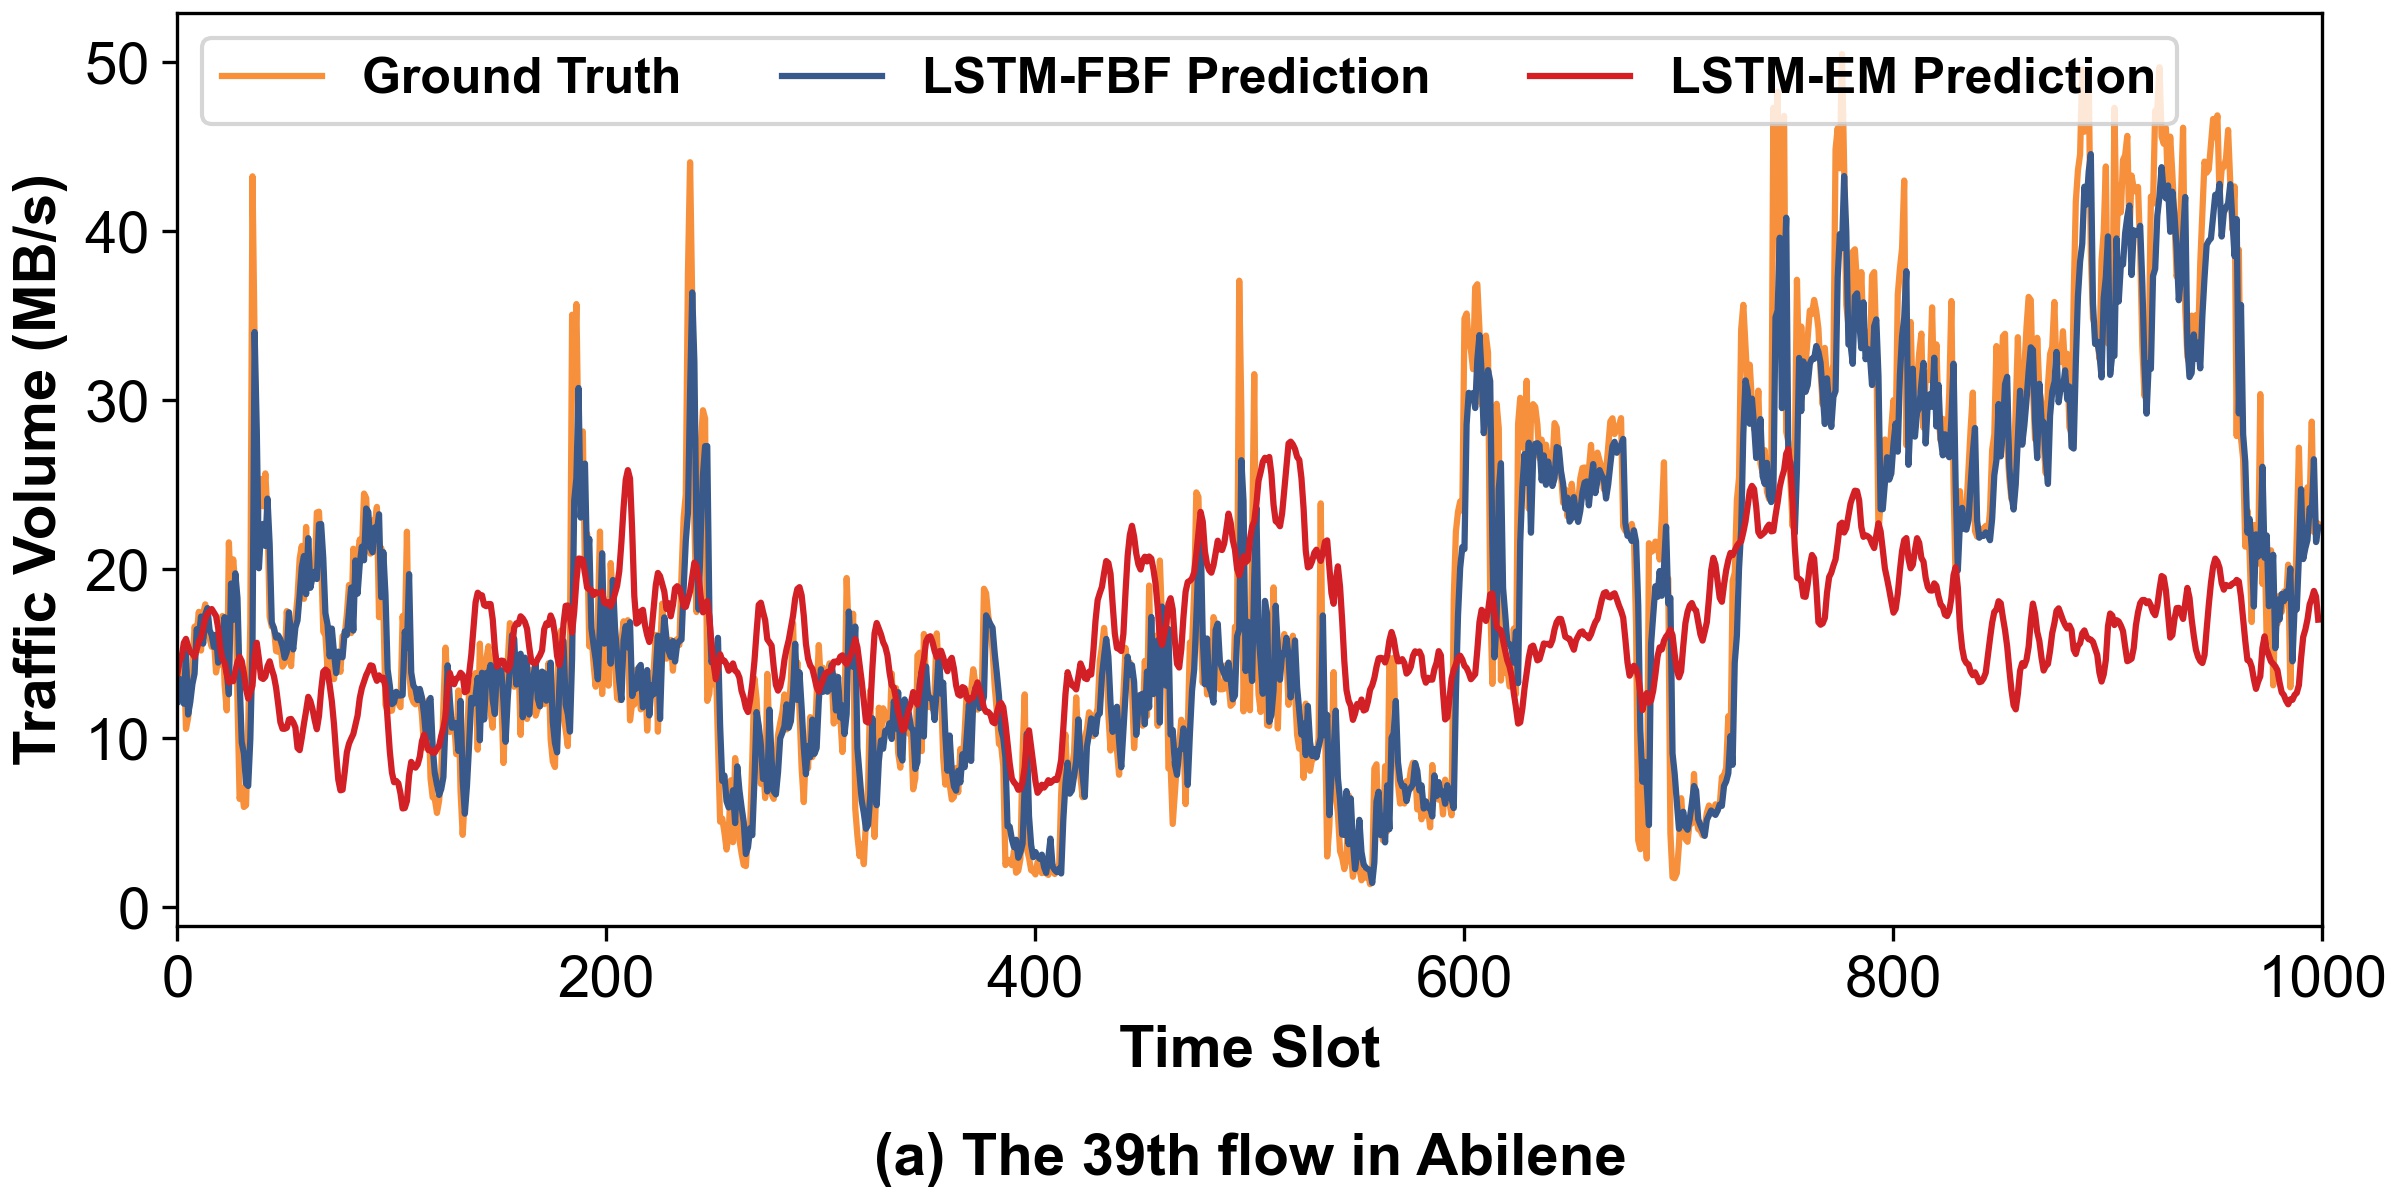 Ground Truth LSTM-FBF Prediction LSTM-EM Prediction
Traffic Volume (MB/s)
50
40
30
20
10
0
0 200 400 600 800 1000
Time Slot
(a) The 39th flow in Abilene